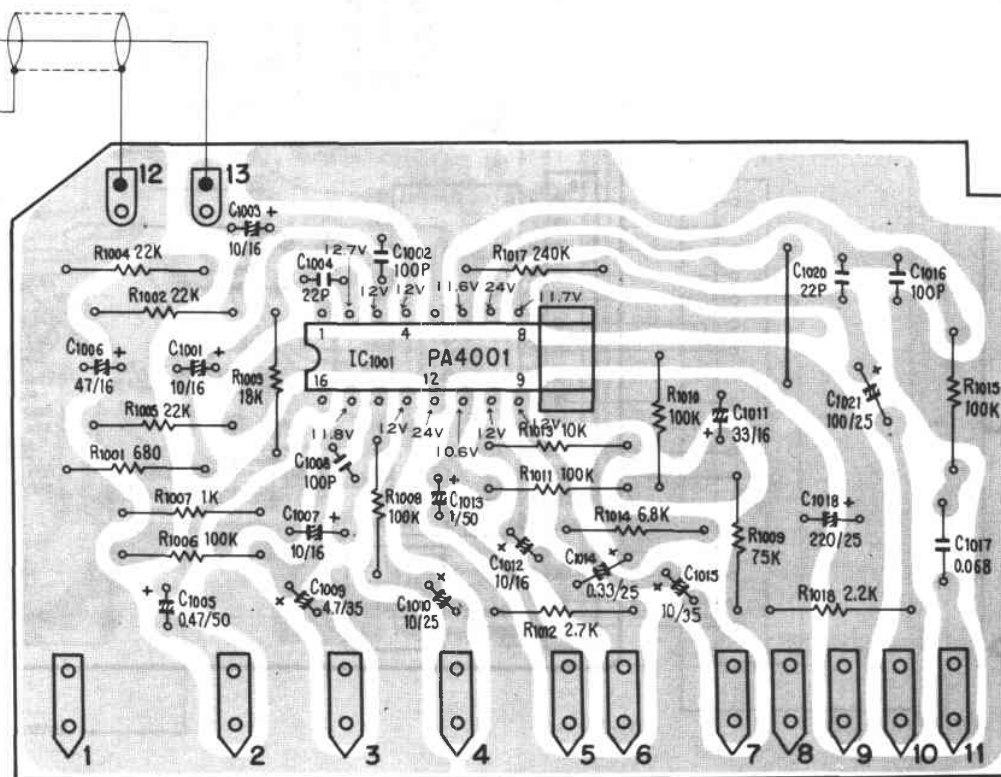 12 13
C1003 +
10/16
R1004 22K
12.7V
C1002
100P
R1017 240K
C1004
22P
12V 12V
11.6V 24V
11.7V
C1020
22P
C1016
100P
R1002 22K
1 4 8
IC1001 PA4001
16 12 9
C1006 +
47/16
C1001 +
10/16
R1003
18K
R1010
100K
C1011
+ 33/16
C1021
100/25
R1015
100K
R1005 22K
11.8V
12V
24V
10.6V
12V
12V
R1013 10K
R1001 680
C1008
100P
R1011 100K
R1007 1K
R1008
100K
C1013 +
1/50
R1014 6.8K
C1018 +
220/25
C1007 +
10/16
R1006 100K
C1012
10/16
R1009
75K
C1017
0.068
C1014
0.33/25
C1015
10/35
+
C1005
0.47/50
C1009
4.7/35
C1010
10/25
R1012 2.7K
R1018 2.2K
1 2 3 4 5 6 7 8 9 10 11